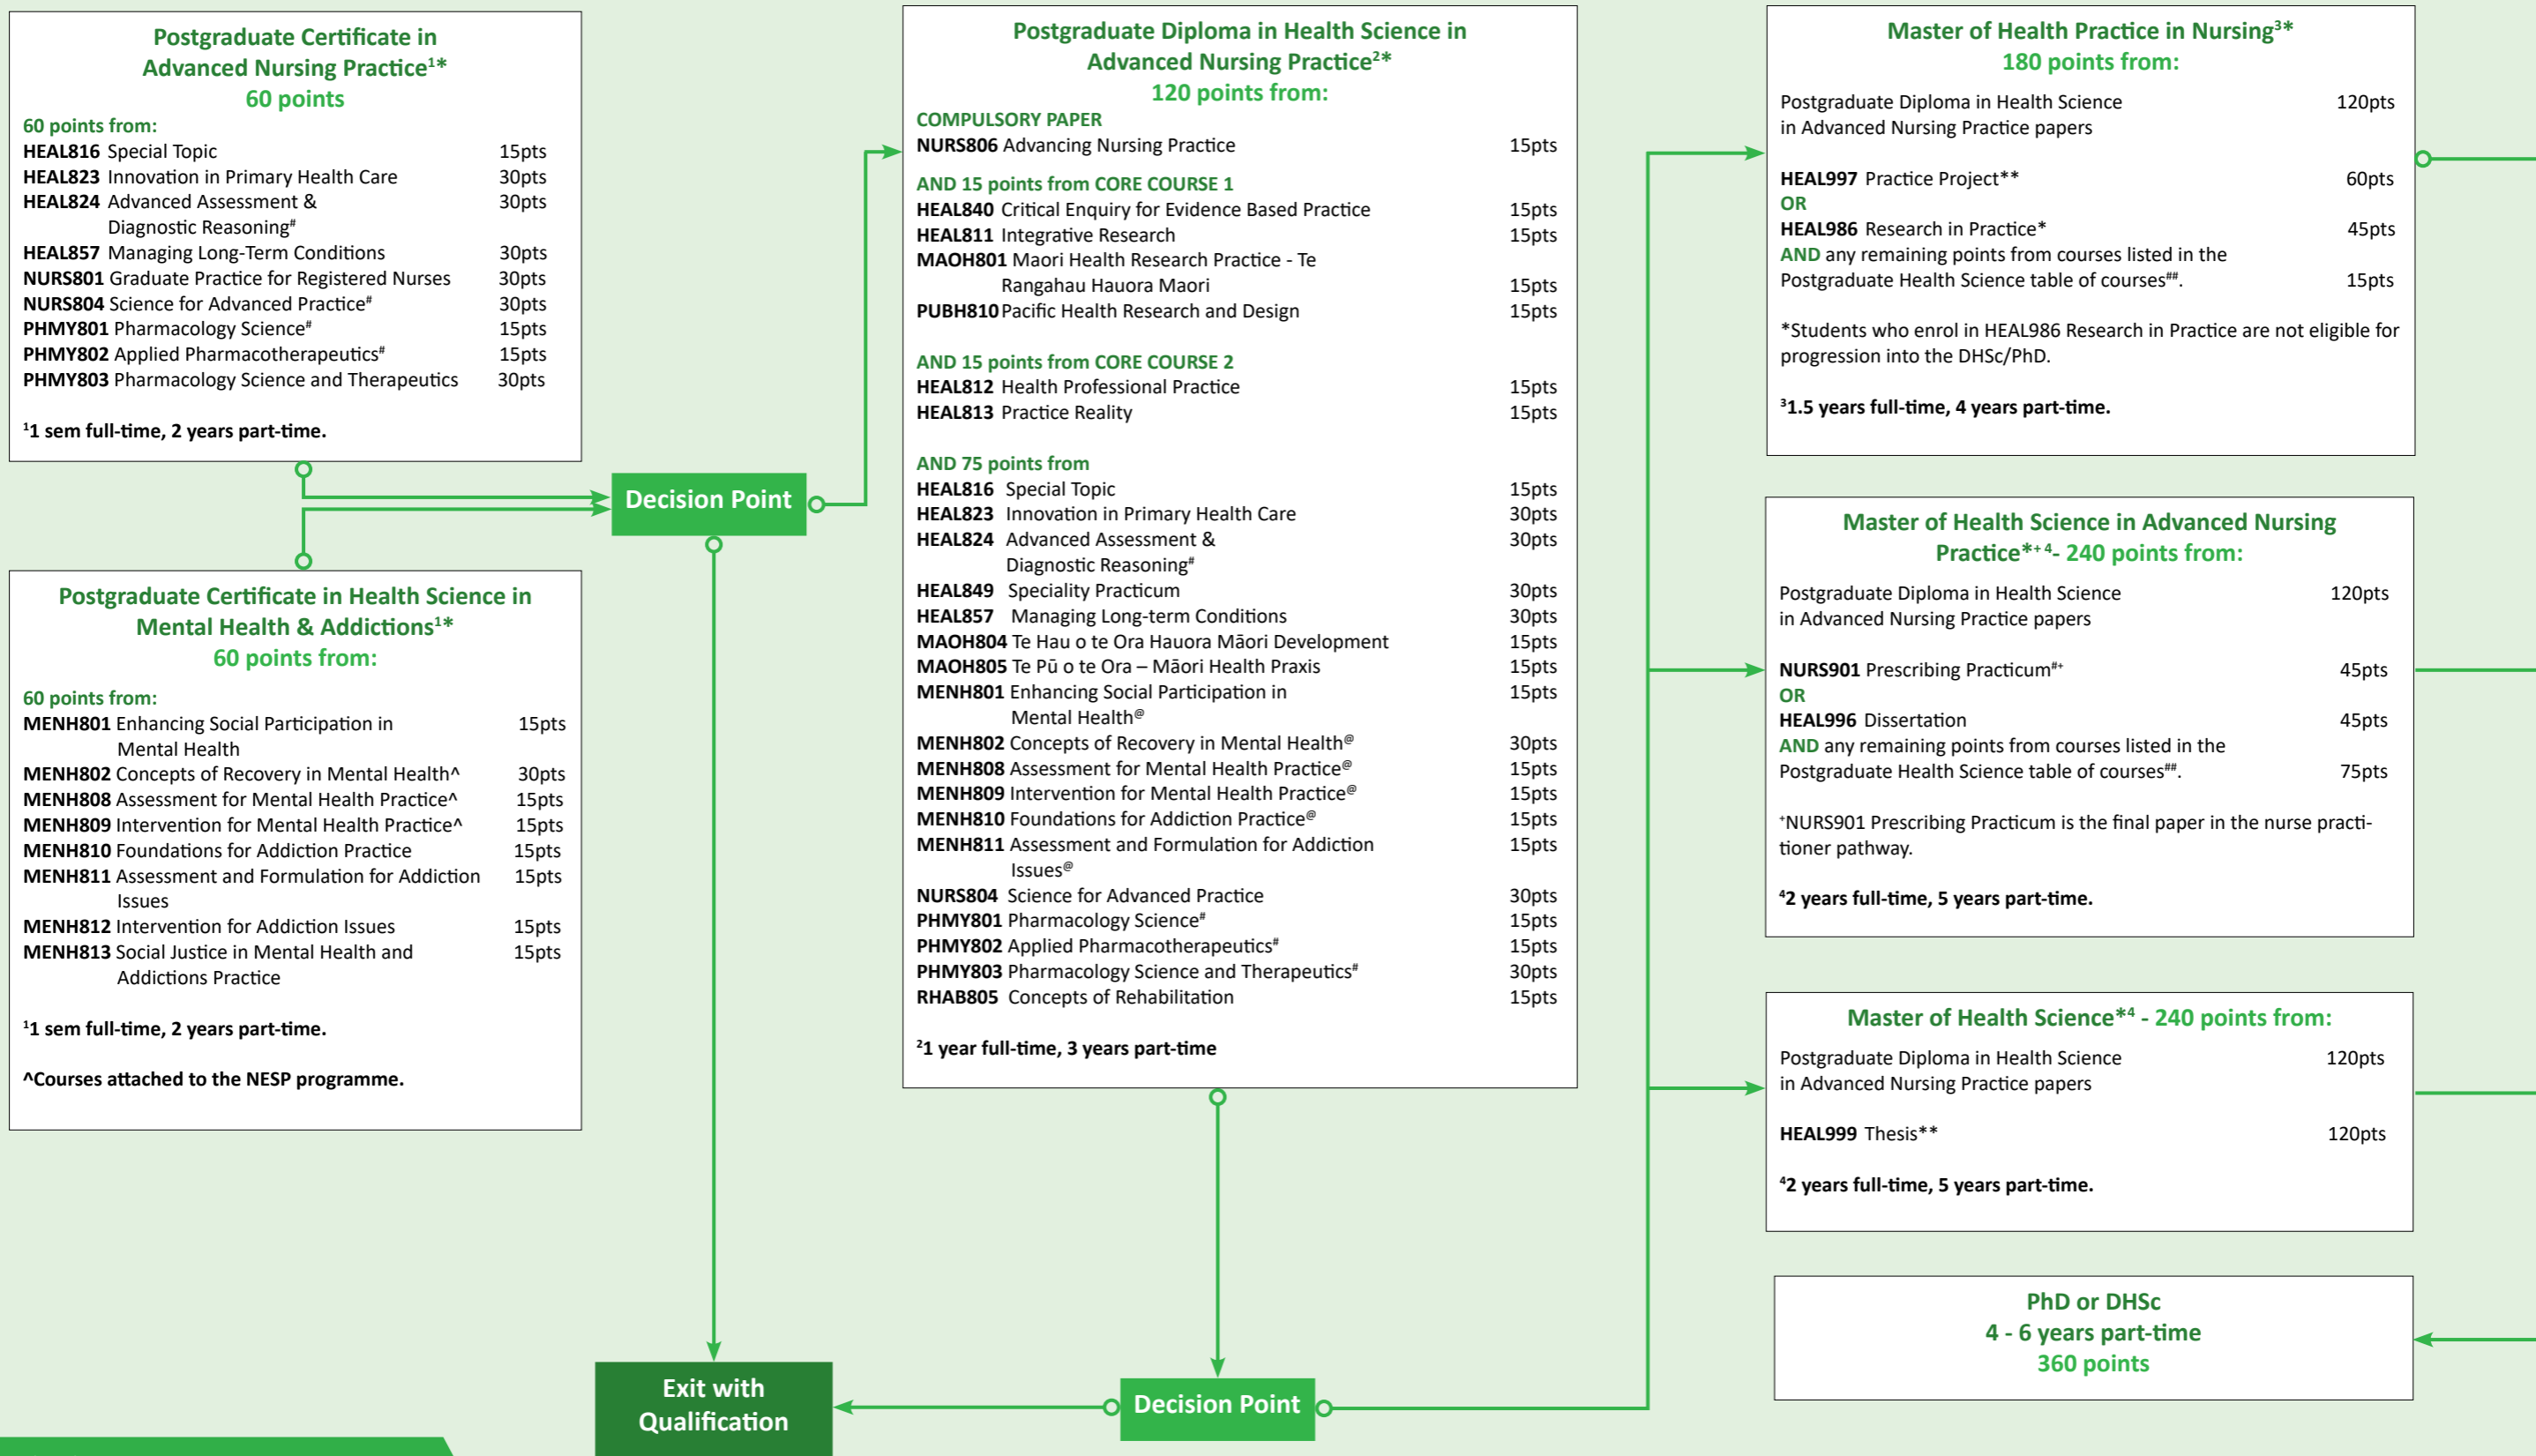 Postgraduate Certificate in
Advanced Nursing Practice¹*
60 points
60 points from:
HEAL816 Special Topic 15pts
HEAL823 Innovation in Primary Health Care 30pts
HEAL824 Advanced Assessment & 30pts
Diagnostic Reasoning#
HEAL857 Managing Long-Term Conditions 30pts
NURS801 Graduate Practice for Registered Nurses 30pts
NURS804 Science for Advanced Practice# 30pts
PHMY801 Pharmacology Science# 15pts
PHMY802 Applied Pharmacotherapeutics# 15pts
PHMY803 Pharmacology Science and Therapeutics 30pts
¹1 sem full-time, 2 years part-time.
Postgraduate Certificate in Health Science in
Mental Health & Addictions¹*
60 points from:
60 points from:
MENH801 Enhancing Social Participation in 15pts
Mental Health
MENH802 Concepts of Recovery in Mental Health^ 30pts
MENH808 Assessment for Mental Health Practice^ 15pts
MENH809 Intervention for Mental Health Practice^ 15pts
MENH810 Foundations for Addiction Practice 15pts
MENH811 Assessment and Formulation for Addiction 15pts
Issues
MENH812 Intervention for Addiction Issues 15pts
MENH813 Social Justice in Mental Health and 15pts
Addictions Practice
¹1 sem full-time, 2 years part-time.
^Courses attached to the NESP programme.
Decision Point
Postgraduate Diploma in Health Science in
Advanced Nursing Practice²*
120 points from:
COMPULSORY PAPER
NURS806 Advancing Nursing Practice 15pts
AND 15 points from CORE COURSE 1
HEAL840 Critical Enquiry for Evidence Based Practice 15pts
HEAL811 Integrative Research 15pts
MAOH801 Maori Health Research Practice - Te
Rangahau Hauora Maori 15pts
PUBH810 Pacific Health Research and Design 15pts
AND 15 points from CORE COURSE 2
HEAL812 Health Professional Practice 15pts
HEAL813 Practice Reality 15pts
AND 75 points from
HEAL816 Special Topic 15pts
HEAL823 Innovation in Primary Health Care 30pts
HEAL824 Advanced Assessment & 30pts
Diagnostic Reasoning#
HEAL849 Speciality Practicum 30pts
HEAL857 Managing Long-term Conditions 30pts
MAOH804 Te Hau o te Ora Hauora Māori Development 15pts
MAOH805 Te Pū o te Ora – Māori Health Praxis 15pts
MENH801 Enhancing Social Participation in 15pts
Mental Health@
MENH802 Concepts of Recovery in Mental Health@ 30pts
MENH808 Assessment for Mental Health Practice@ 15pts
MENH809 Intervention for Mental Health Practice@ 15pts
MENH810 Foundations for Addiction Practice@ 15pts
MENH811 Assessment and Formulation for Addiction 15pts
Issues@
NURS804 Science for Advanced Practice 30pts
PHMY801 Pharmacology Science# 15pts
PHMY802 Applied Pharmacotherapeutics# 15pts
PHMY803 Pharmacology Science and Therapeutics# 30pts
RHAB805 Concepts of Rehabilitation 15pts
²1 year full-time, 3 years part-time
Exit with
Qualification
Decision Point
Master of Health Practice in Nursing³*
180 points from:
Postgraduate Diploma in Health Science 120pts
in Advanced Nursing Practice papers
HEAL997 Practice Project** 60pts
OR
HEAL986 Research in Practice* 45pts
AND any remaining points from courses listed in the
Postgraduate Health Science table of courses##. 15pts
*Students who enrol in HEAL986 Research in Practice are not eligible for
progression into the DHSc/PhD.
³1.5 years full-time, 4 years part-time.
Master of Health Science in Advanced Nursing
Practice*⁺ ⁴- 240 points from:
Postgraduate Diploma in Health Science 120pts
in Advanced Nursing Practice papers
NURS901 Prescribing Practicum#⁺ 45pts
OR
HEAL996 Dissertation 45pts
AND any remaining points from courses listed in the
Postgraduate Health Science table of courses##. 75pts
⁺NURS901 Prescribing Practicum is the final paper in the nurse practi-
tioner pathway.
⁴2 years full-time, 5 years part-time.
Master of Health Science*⁴ - 240 points from:
Postgraduate Diploma in Health Science 120pts
in Advanced Nursing Practice papers
HEAL999 Thesis** 120pts
⁴2 years full-time, 5 years part-time.
PhD or DHSc
4 - 6 years part-time
360 points